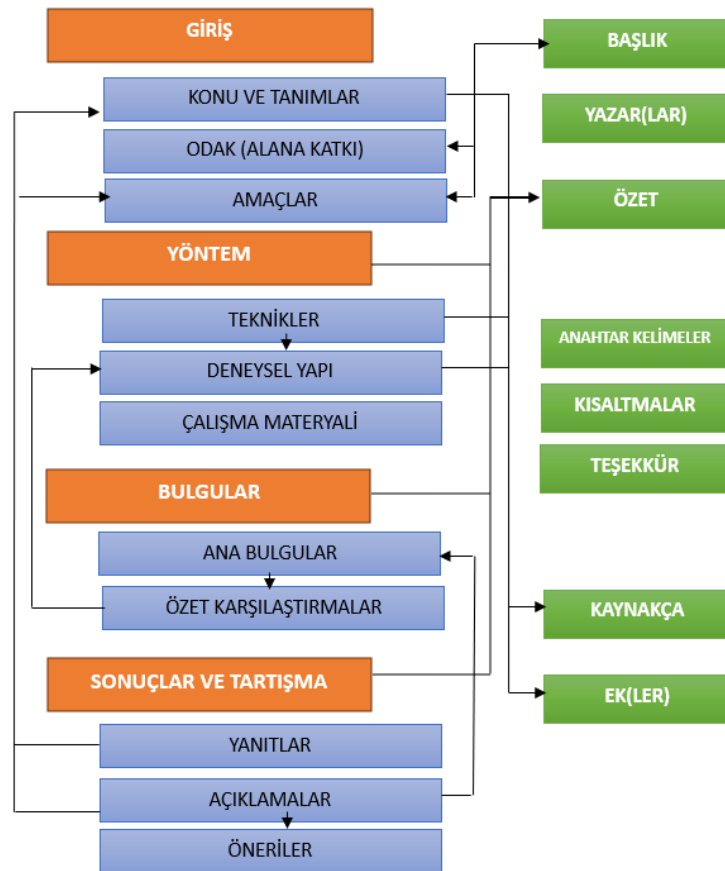 GİRİŞ
KONU VE TANIMLAR
ODAK (ALANA KATKI)
AMAÇLAR
YÖNTEM
TEKNİKLER
DENEYSEL YAPI
ÇALIŞMA MATERYALİ
BULGULAR
ANA BULGULAR
ÖZET KARŞILAŞTIRMALAR
SONUÇLAR VE TARTIŞMA
YANITLAR
AÇIKLAMALAR
ÖNERİLER
BAŞLIK
YAZAR(LAR)
ÖZET
ANAHTAR KELİMELER
KISALTMALAR
TEŞEKKÜR
KAYNAKÇA
EK(LER)